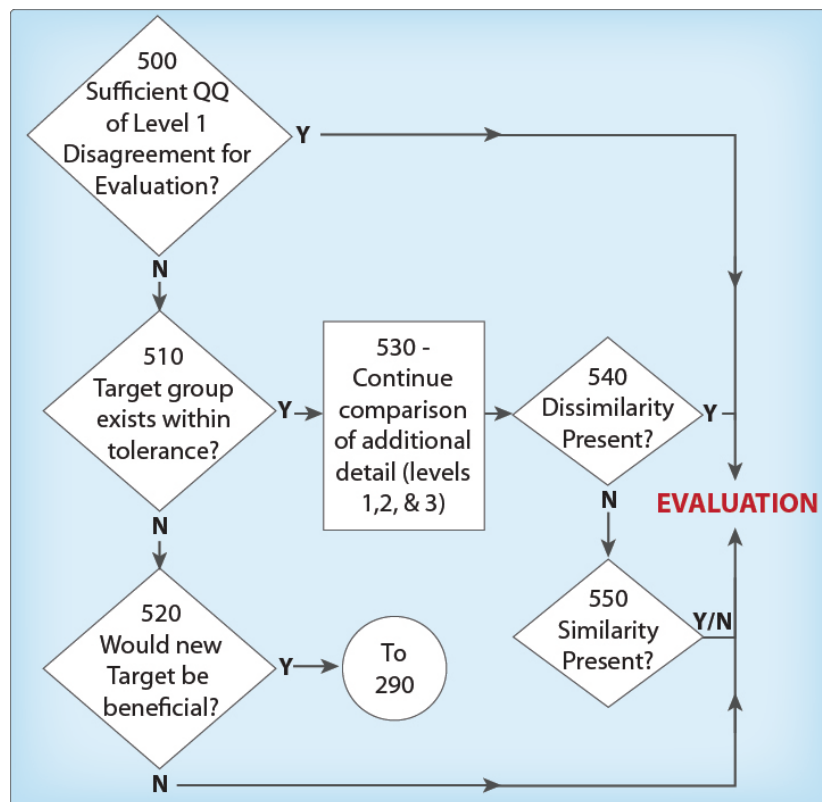 500
Sufficient QQ
of Level 1
Disagreement for
Evaluation?
Y
N
510
Target group
exists within
tolerance?
Y
530 -
Continue
comparison
of additional
detail (levels
1,2, & 3)
540
Dissimilarity
Present?
Y
N
EVALUATION
N
550
Similarity
Present?
Y/N
520
Would new
Target be
beneficial?
Y
To
290
N